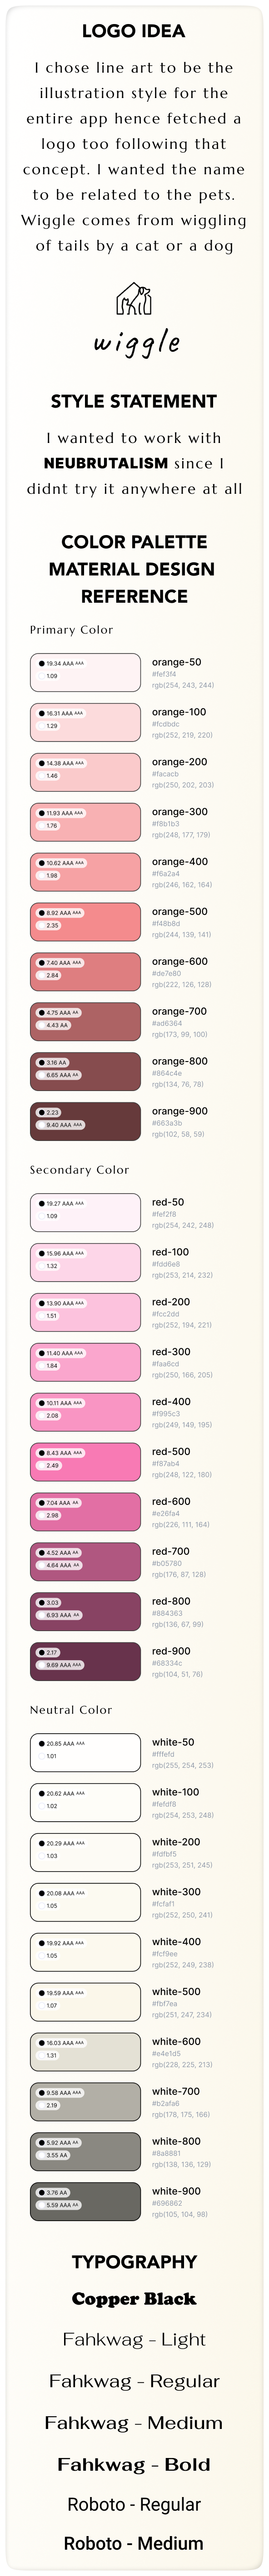 LOGO IDEA
I chose line art to be the
illustration style for the
entire app hence fetched a
logo too following that
concept. I wanted the name
to be related to the pets.
Wiggle comes from wiggling
of tails by a cat or a dog
wiggle
STYLE STATEMENT
I wanted to work with
NEUBRUTALISM since I
didnt try it anywhere at all
COLOR PALETTE
MATERIAL DESIGN
REFERENCE
Primary Color
19.34 AAA AAA
1.09
orange-50
#fef3f4
rgb(254, 243, 244)
16.31 AAA AAA
1.29
orange-100
#fcdbdc
rgb(252, 219, 220)
14.38 AAA AAA
1.46
orange-200
#facacb
rgb(250, 202, 203)
11.93 AAA AAA
1.76
orange-300
#f8b1b3
rgb(248, 177, 179)
10.62 AAA AAA
1.98
orange-400
#f6a2a4
rgb(246, 162, 164)
8.92 AAA AAA
2.35
orange-500
#f48b8d
rgb(244, 139, 141)
7.40 AAA AAA
2.84
orange-600
#de7e80
rgb(222, 126, 128)
4.75 AAA AA
4.43 AA
orange-700
#ad6364
rgb(173, 99, 100)
3.16 AA
6.65 AAA AA
orange-800
#864c4e
rgb(134, 76, 78)
2.23
9.40 AAA AAA
orange-900
#663a3b
rgb(102, 58, 59)
Secondary Color
19.27 AAA AAA
1.09
red-50
#fef2f8
rgb(254, 242, 248)
15.96 AAA AAA
1.32
red-100
#fdd6e8
rgb(253, 214, 232)
13.90 AAA AAA
1.51
red-200
#fcc2dd
rgb(252, 194, 221)
11.40 AAA AAA
1.84
red-300
#faa6cd
rgb(250, 166, 205)
10.11 AAA AAA
2.08
red-400
#f995c3
rgb(249, 149, 195)
8.43 AAA AAA
2.49
red-500
#f87ab4
rgb(248, 122, 180)
7.04 AAA AA
2.98
red-600
#e26fa4
rgb(226, 111, 164)
4.52 AAA AA
4.64 AAA AA
red-700
#b05780
rgb(176, 87, 128)
3.03
6.93 AAA AA
red-800
#884363
rgb(136, 67, 99)
2.17
9.69 AAA AAA
red-900
#68334c
rgb(104, 51, 76)
Neutral Color
20.85 AAA AAA
1.01
white-50
#fffefd
rgb(255, 254, 253)
20.62 AAA AAA
1.02
white-100
#fefdf8
rgb(254, 253, 248)
20.29 AAA AAA
1.03
white-200
#fdfbf5
rgb(253, 251, 245)
20.08 AAA AAA
1.05
white-300
#fcfaf1
rgb(252, 250, 241)
19.92 AAA AAA
1.05
white-400
#fcf9ee
rgb(252, 249, 238)
19.59 AAA AAA
1.07
white-500
#fbf7ea
rgb(251, 247, 234)
16.03 AAA AAA
1.31
white-600
#e4e1d5
rgb(228, 225, 213)
9.58 AAA AAA
2.19
white-700
#b2afa6
rgb(178, 175, 166)
5.92 AAA AA
3.55 AA
white-800
#8a8881
rgb(138, 136, 129)
3.76 AA
5.59 AAA AA
white-900
#696862
rgb(105, 104, 98)
TYPOGRAPHY
Copper Black
Fahkwag - Light
Fahkwag - Regular
Fahkwag - Medium
Fahkwag - Bold
Roboto - Regular
Roboto - Medium